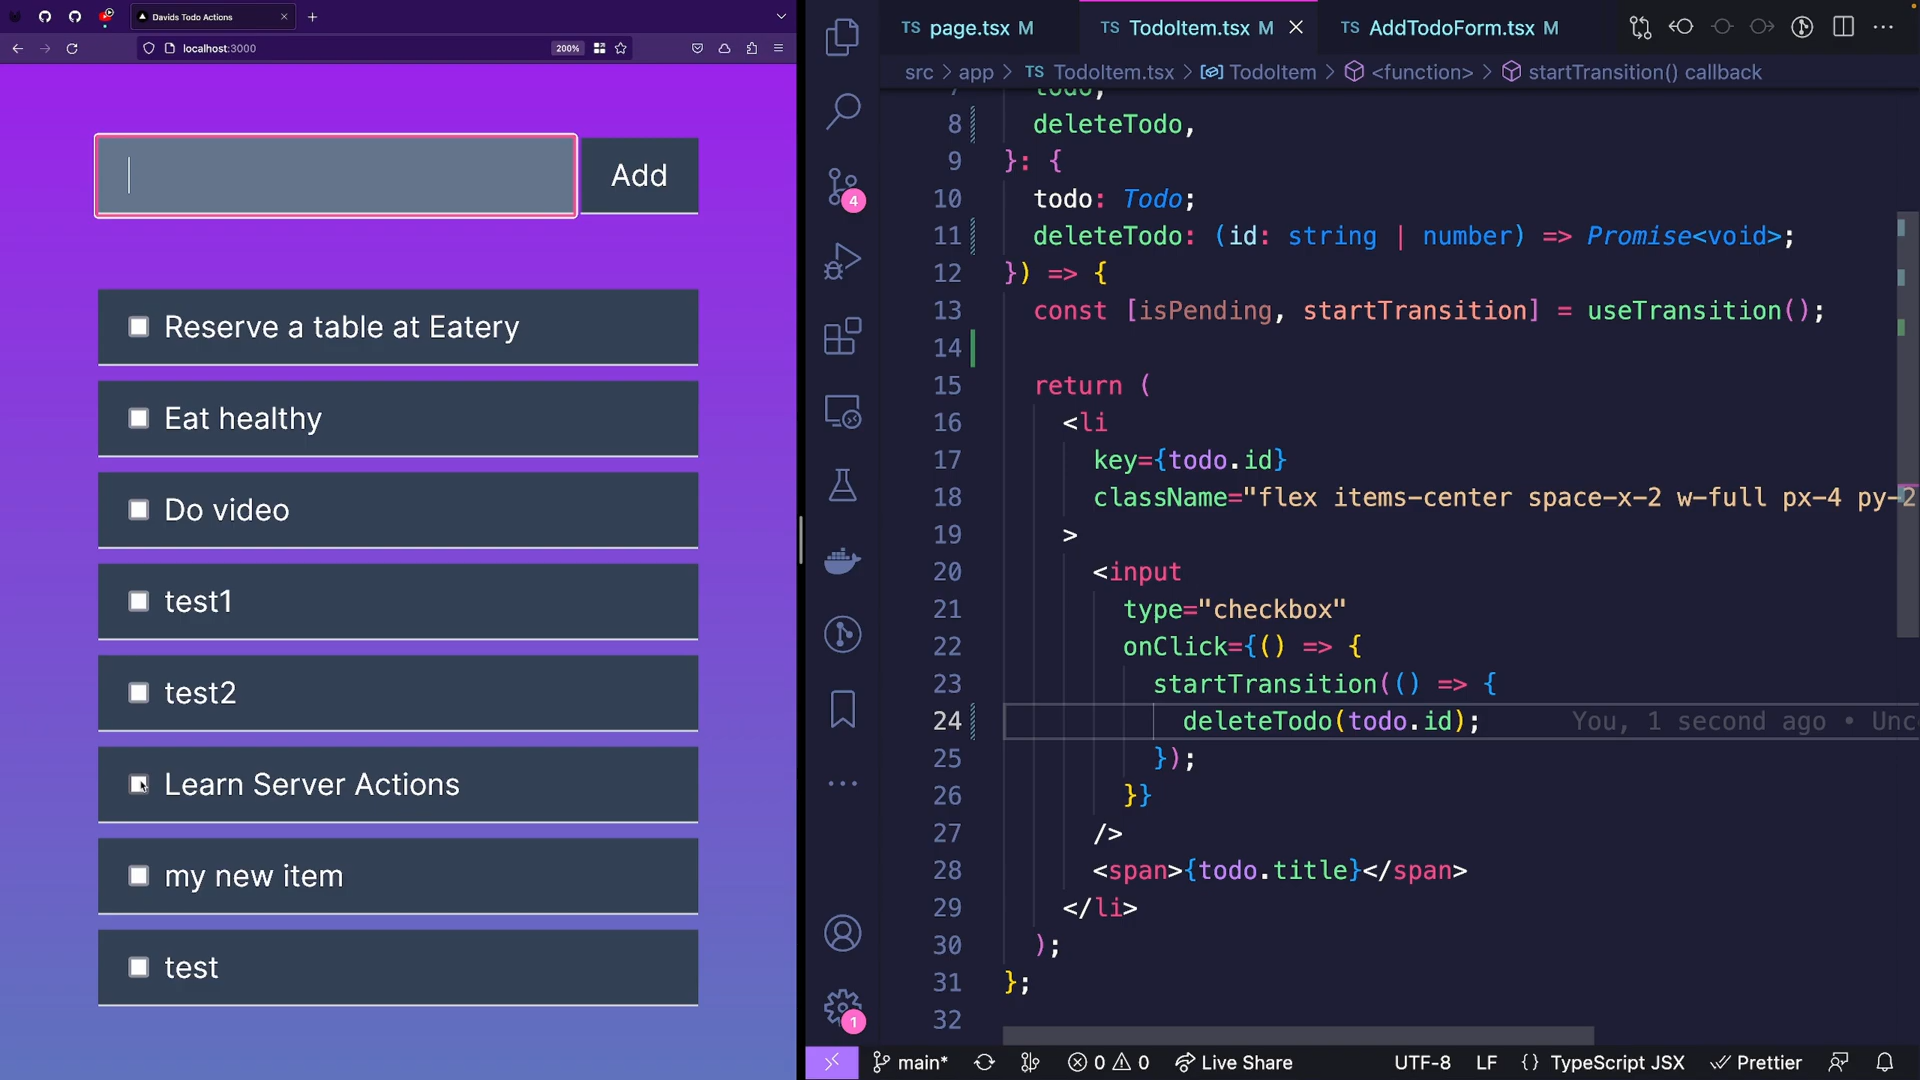 Davids Todo Actions
localhost:3000
200%
Add
Reserve a table at Eatery
Eat healthy
Do video
test1
test2
Learn Server Actions
my new item
test
page.tsx M
TodoItem.tsx M
AddTodoForm.tsx M
src > app > TS TodoItem.tsx > TodoItem > <function> > startTransition() callback
7 todo,
8 deleteTodo,
9 }: {
10 todo: Todo;
11 deleteTodo: (id: string | number) => Promise<void>;
12 }) => {
13 const [isPending, startTransition] = useTransition();
14
15 return (
16 <li
17 key={todo.id}
18 className="flex items-center space-x-2 w-full px-4 py-2
19 >
20 <input
21 type="checkbox"
22 onClick={() => {
23 startTransition(() => {
24 deleteTodo(todo.id); You, 1 second ago • Unc
25 });
26 }}
27 />
28 <span>{todo.title}</span>
29 </li>
30 );
31 };
32
4
1
main*
0 0
Live Share
UTF-8
LF
{} TypeScript JSX
Prettier